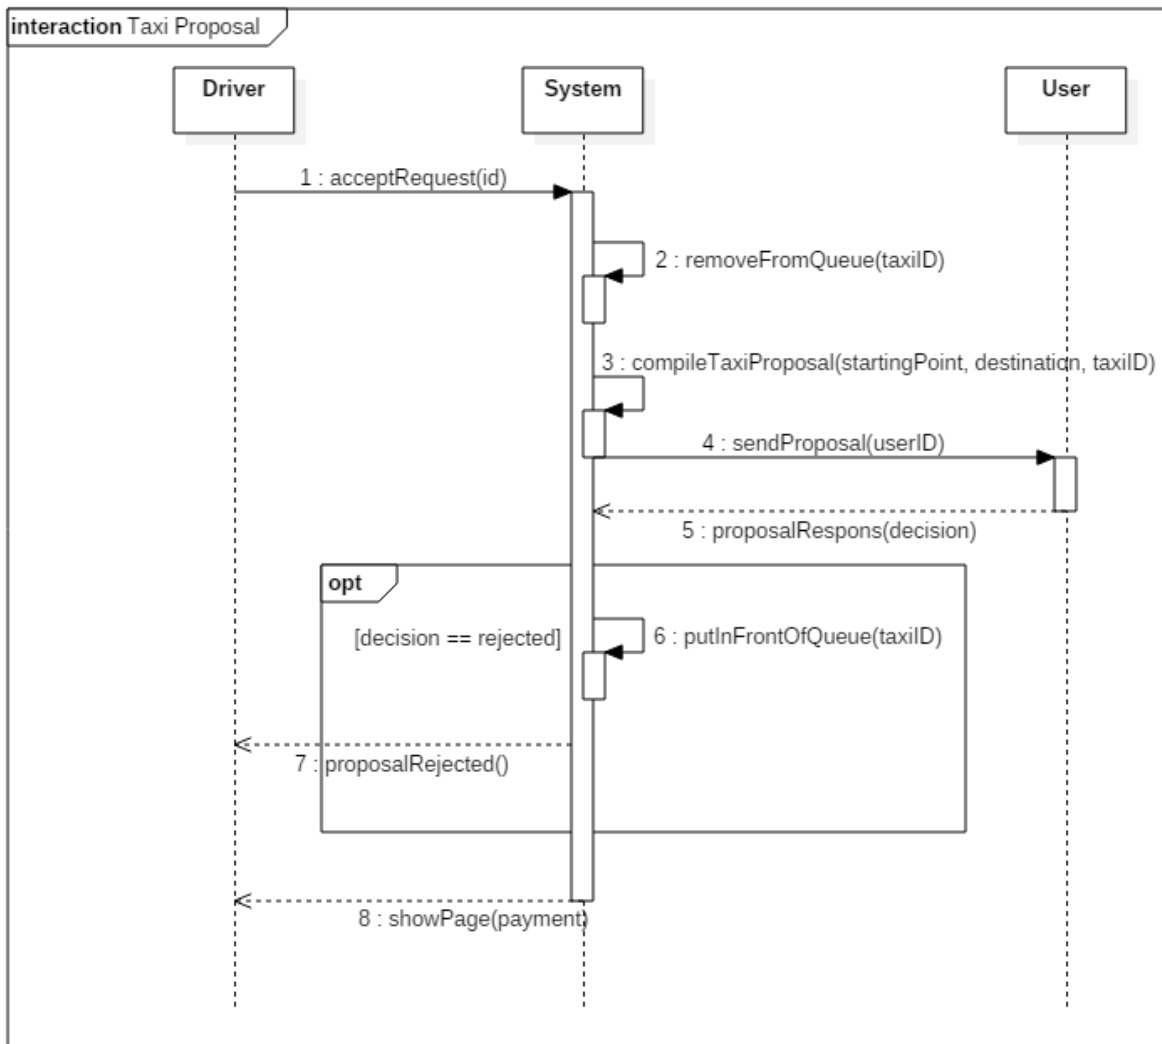 interaction Taxi Proposal
Driver
System
User
1 : acceptRequest(id)
2 : removeFromQueue(taxiID)
3 : compileTaxiProposal(startingPoint, destination, taxiID)
4 : sendProposal(userID)
5 : proposalRespons(decision)
opt
[decision == rejected]
6 : putInFrontOfQueue(taxiID)
7 : proposalRejected()
8 : showPage(payment)